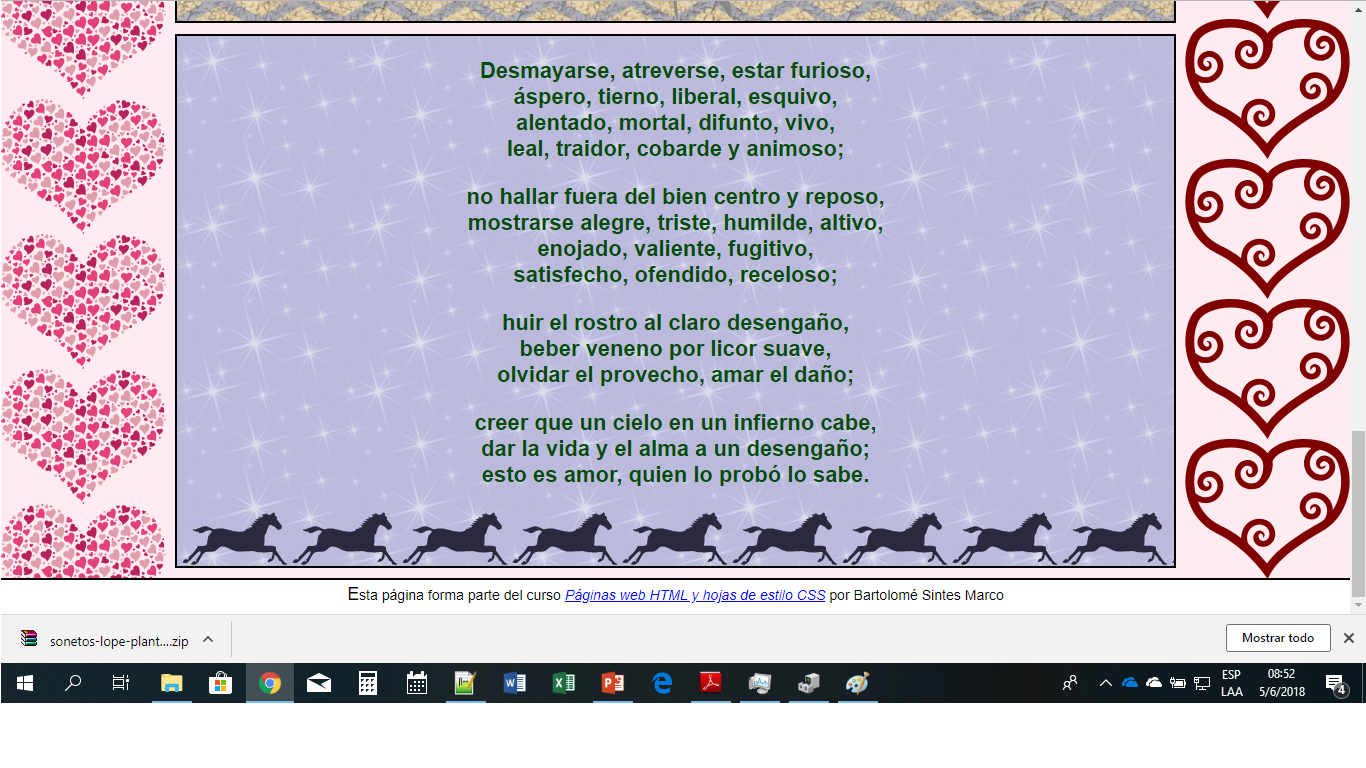 Desmayarse, atreverse, estar furioso,
áspero, tierno, liberal, esquivo,
alentado, mortal, difunto, vivo,
leal, traidor, cobarde y animoso;
no hallar fuera del bien centro y reposo,
mostrarse alegre, triste, humilde, altivo,
enojado, valiente, fugitivo,
satisfecho, ofendido, receloso;
huir el rostro al claro desengaño,
beber veneno por licor suave,
olvidar el provecho, amar el daño;
creer que un cielo en un infierno cabe,
dar la vida y el alma a un desengaño;
esto es amor, quien lo probó lo sabe.
Esta página forma parte del curso Páginas web HTML y hojas de estilo CSS por Bartolomé Sintes Marco
sonetos-lope-plant....zip
Mostrar todo
ESP 08:52
LAA 5/6/2018
4